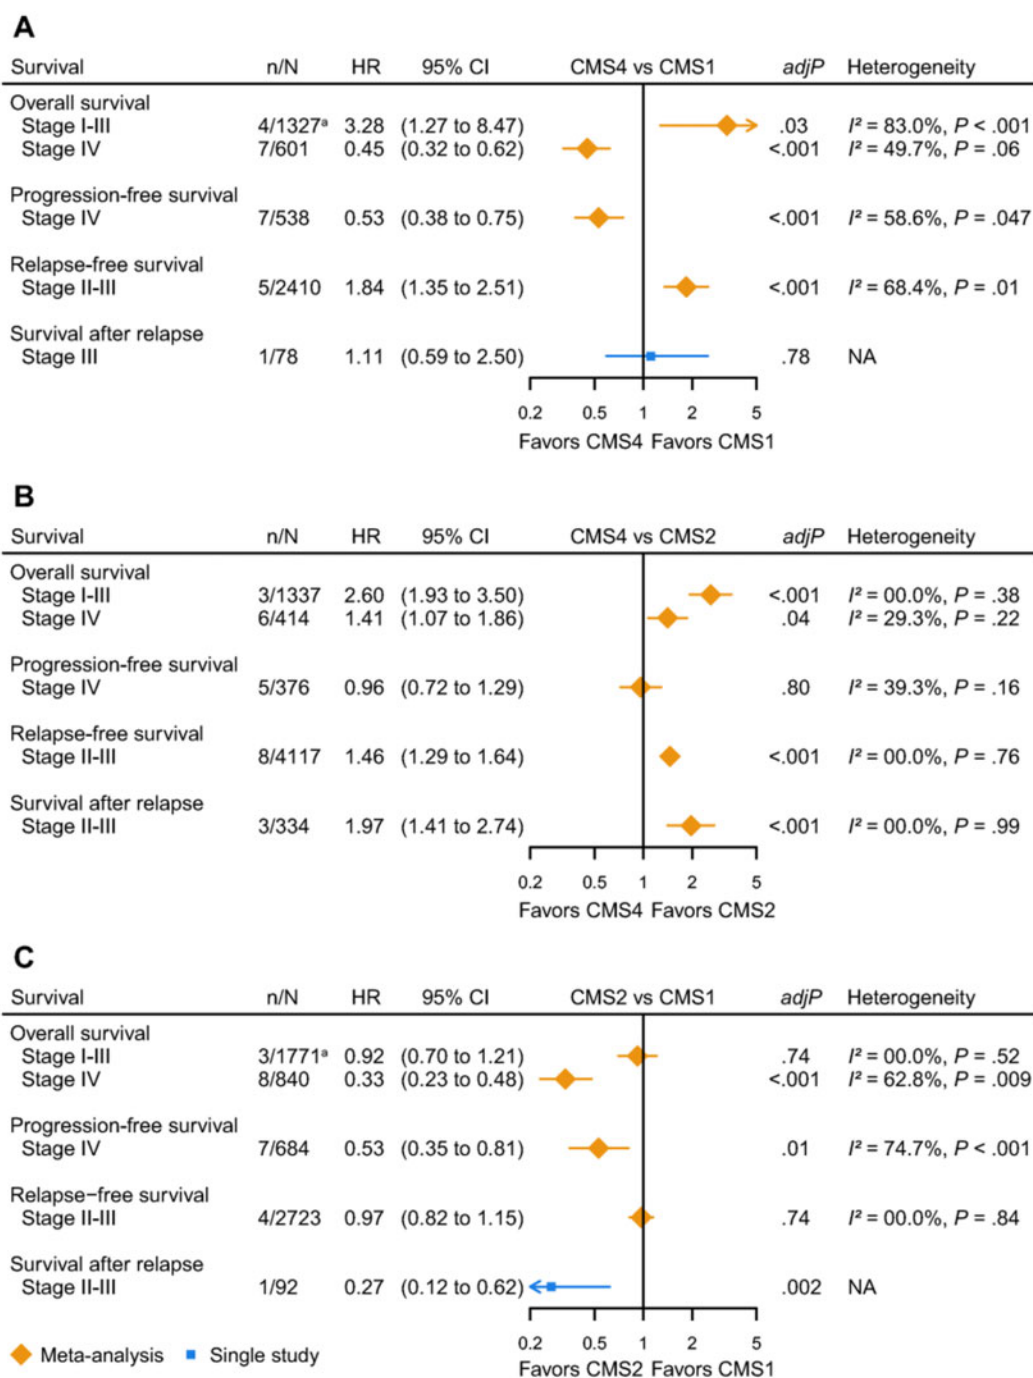 A
Survival n/N HR 95% CI CMS4 vs CMS1 adjP Heterogeneity
Overall survival
Stage I-III 4/1327ᵃ 3.28 (1.27 to 8.47) .03 I² = 83.0%, P < .001
Stage IV 7/601 0.45 (0.32 to 0.62) <.001 I² = 49.7%, P = .06
Progression-free survival
Stage IV 7/538 0.53 (0.38 to 0.75) <.001 I² = 58.6%, P = .047
Relapse-free survival
Stage II-III 5/2410 1.84 (1.35 to 2.51) <.001 I² = 68.4%, P = .01
Survival after relapse
Stage III 1/78 1.11 (0.59 to 2.50) .78 NA
0.2 0.5 1 2 5
Favors CMS4 Favors CMS1
B
Survival n/N HR 95% CI CMS4 vs CMS2 adjP Heterogeneity
Overall survival
Stage I-III 3/1337 2.60 (1.93 to 3.50) <.001 I² = 00.0%, P = .38
Stage IV 6/414 1.41 (1.07 to 1.86) .04 I² = 29.3%, P = .22
Progression-free survival
Stage IV 5/376 0.96 (0.72 to 1.29) .80 I² = 39.3%, P = .16
Relapse-free survival
Stage II-III 8/4117 1.46 (1.29 to 1.64) <.001 I² = 00.0%, P = .76
Survival after relapse
Stage II-III 3/334 1.97 (1.41 to 2.74) <.001 I² = 00.0%, P = .99
0.2 0.5 1 2 5
Favors CMS4 Favors CMS2
C
Survival n/N HR 95% CI CMS2 vs CMS1 adjP Heterogeneity
Overall survival
Stage I-III 3/1771ᵃ 0.92 (0.70 to 1.21) .74 I² = 00.0%, P = .52
Stage IV 8/840 0.33 (0.23 to 0.48) <.001 I² = 62.8%, P = .009
Progression-free survival
Stage IV 7/684 0.53 (0.35 to 0.81) .01 I² = 74.7%, P < .001
Relapse−free survival
Stage II-III 4/2723 0.97 (0.82 to 1.15) .74 I² = 00.0%, P = .84
Survival after relapse
Stage II-III 1/92 0.27 (0.12 to 0.62) .002 NA
0.2 0.5 1 2 5
Favors CMS2 Favors CMS1
Meta-analysis Single study